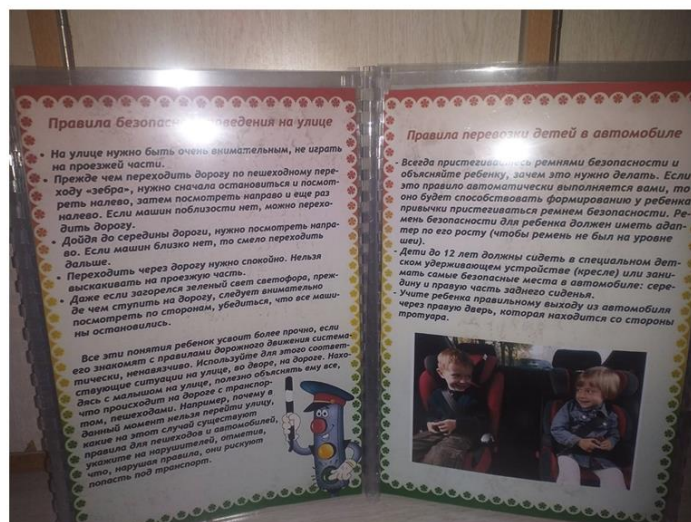 Правила безопасн поведения на улице
• На улице нужно быть очень внимательным, не играть
на проезжей части.
• Прежде чем переходить дорогу по пешеходному пере-
ходу «зебра», нужно сначала остановиться и посмот-
реть налево, затем посмотреть направо и еще раз
налево. Если машин поблизости нет, можно перехо-
дить дорогу.
• Дойдя до середины дороги, нужно посмотреть напра-
во. Если машин близко нет, то смело переходить
дальше.
• Переходить через дорогу нужно спокойно. Нельзя
выскакивать на проезжую часть.
• Даже если загорелся зеленый свет светофора, преж-
де чем ступить на дорогу, следует внимательно
посмотреть по сторонам, убедиться, что все маши-
ны остановились.
Все эти понятия ребенок усвоит более прочно, если
его знакомят с правилами дорожного движения система-
тически, ненавязчиво. Используйте для этого соответ-
ствующие ситуации на улице, во дворе, на дороге. Нахо-
дясь с малышом на улице, полезно объяснять ему все,
что происходит на дороге с транспор-
том, пешеходами. Например, почему в
данный момент нельзя перейти улицу,
какие на этот случай существуют
правила для пешеходов и автомобилей,
укажите на нарушителей, отметив,
что, нарушая правила, они рискуют
попасть под транспорт.
Правила перевозки детей в автомобиле
- Всегда пристегивайтесь ремнями безопасности и
объясняйте ребенку, зачем это нужно делать. Если
это правило автоматически выполняется вами, то
оно будет способствовать формированию у ребенка
привычки пристегиваться ремнем безопасности. Ре-
мень безопасности для ребенка должен иметь адап-
тер по его росту (чтобы ремень не был на уровне
шеи).
- Дети до 12 лет должны сидеть в специальном дет-
ском удерживающем устройстве (кресле) или зани-
мать самые безопасные места в автомобиле: сере-
дину и правую часть заднего сиденья.
- Учите ребенка правильному выходу из автомобиля
через правую дверь, которая находится со стороны
тротуара.